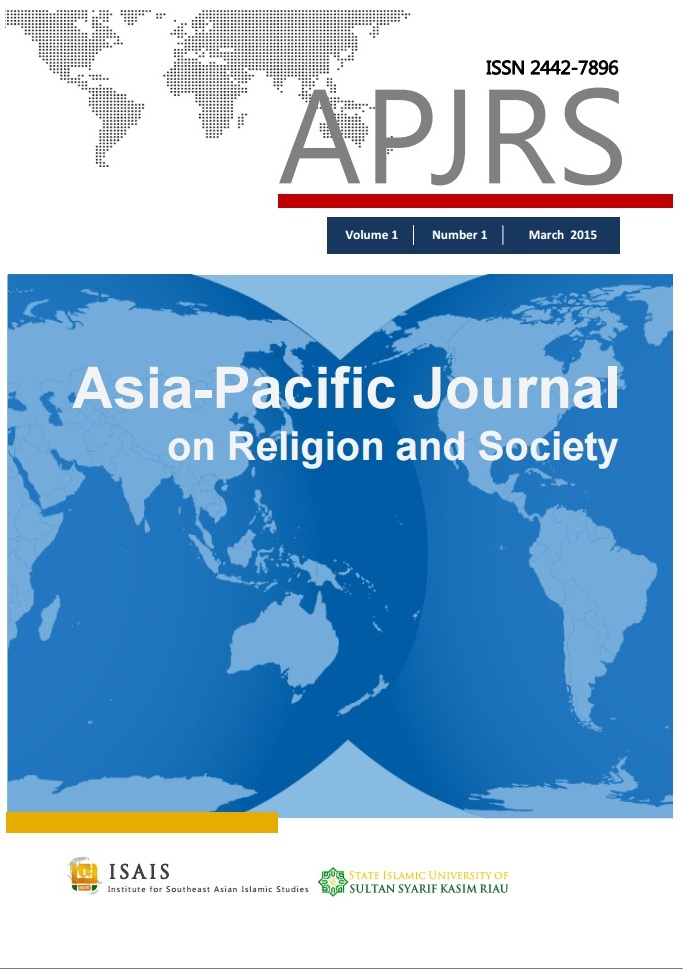 ISSN 2442-7896
APJRS
Volume 1 Number 1 March 2015
Asia-Pacific Journal
on Religion and Society
ISAIS
Institute for Southeast Asian Islamic Studies
STATE ISLAMIC UNIVERSITY OF
SULTAN SYARIF KASIM RIAU